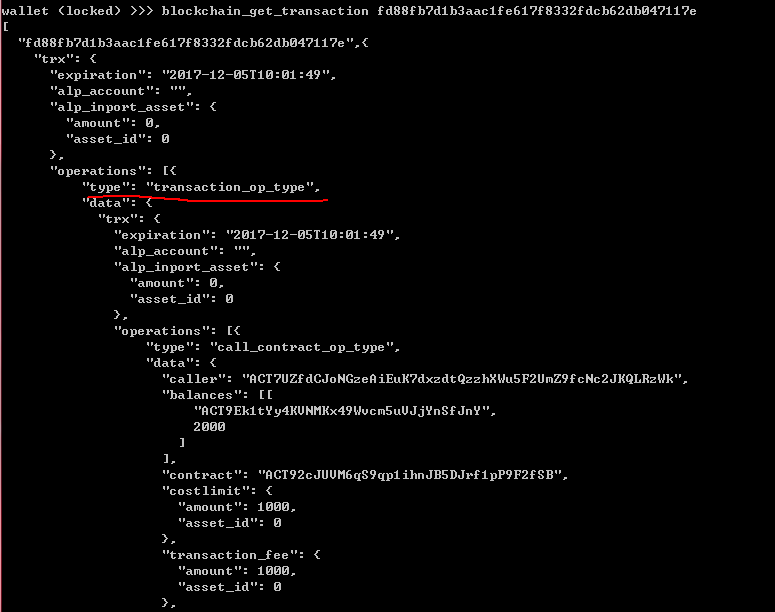 wallet (locked) >>> blockchain_get_transaction fd88fb7d1b3aac1fe617f8332fdcb62db047117e
[
"fd88fb7d1b3aac1fe617f8332fdcb62db047117e",{
"trx": {
"expiration": "2017-12-05T10:01:49",
"alp_account": "",
"alp_inport_asset": {
"amount": 0,
"asset_id": 0
},
"operations": [{
"type": "transaction_op_type",
"data": {
"trx": {
"expiration": "2017-12-05T10:01:49",
"alp_account": "",
"alp_inport_asset": {
"amount": 0,
"asset_id": 0
},
"operations": [{
"type": "call_contract_op_type",
"data": {
"caller": "ACT7UZfdCJoNGzeAiEuK7dxzdtQzzhXWu5F2UmZ9fcNc2JKQLRzWk",
"balances": [[
"ACT9Ek1tYy4KVNMKx49Wvcm5uVJjYnSfJnY",
2000
]
],
"contract": "ACT92cJUVM6qS9qp1ihnJB5DJrf1pP9F2fSB",
"costlimit": {
"amount": 1000,
"asset_id": 0
},
"transaction_fee": {
"amount": 1000,
"asset_id": 0
},